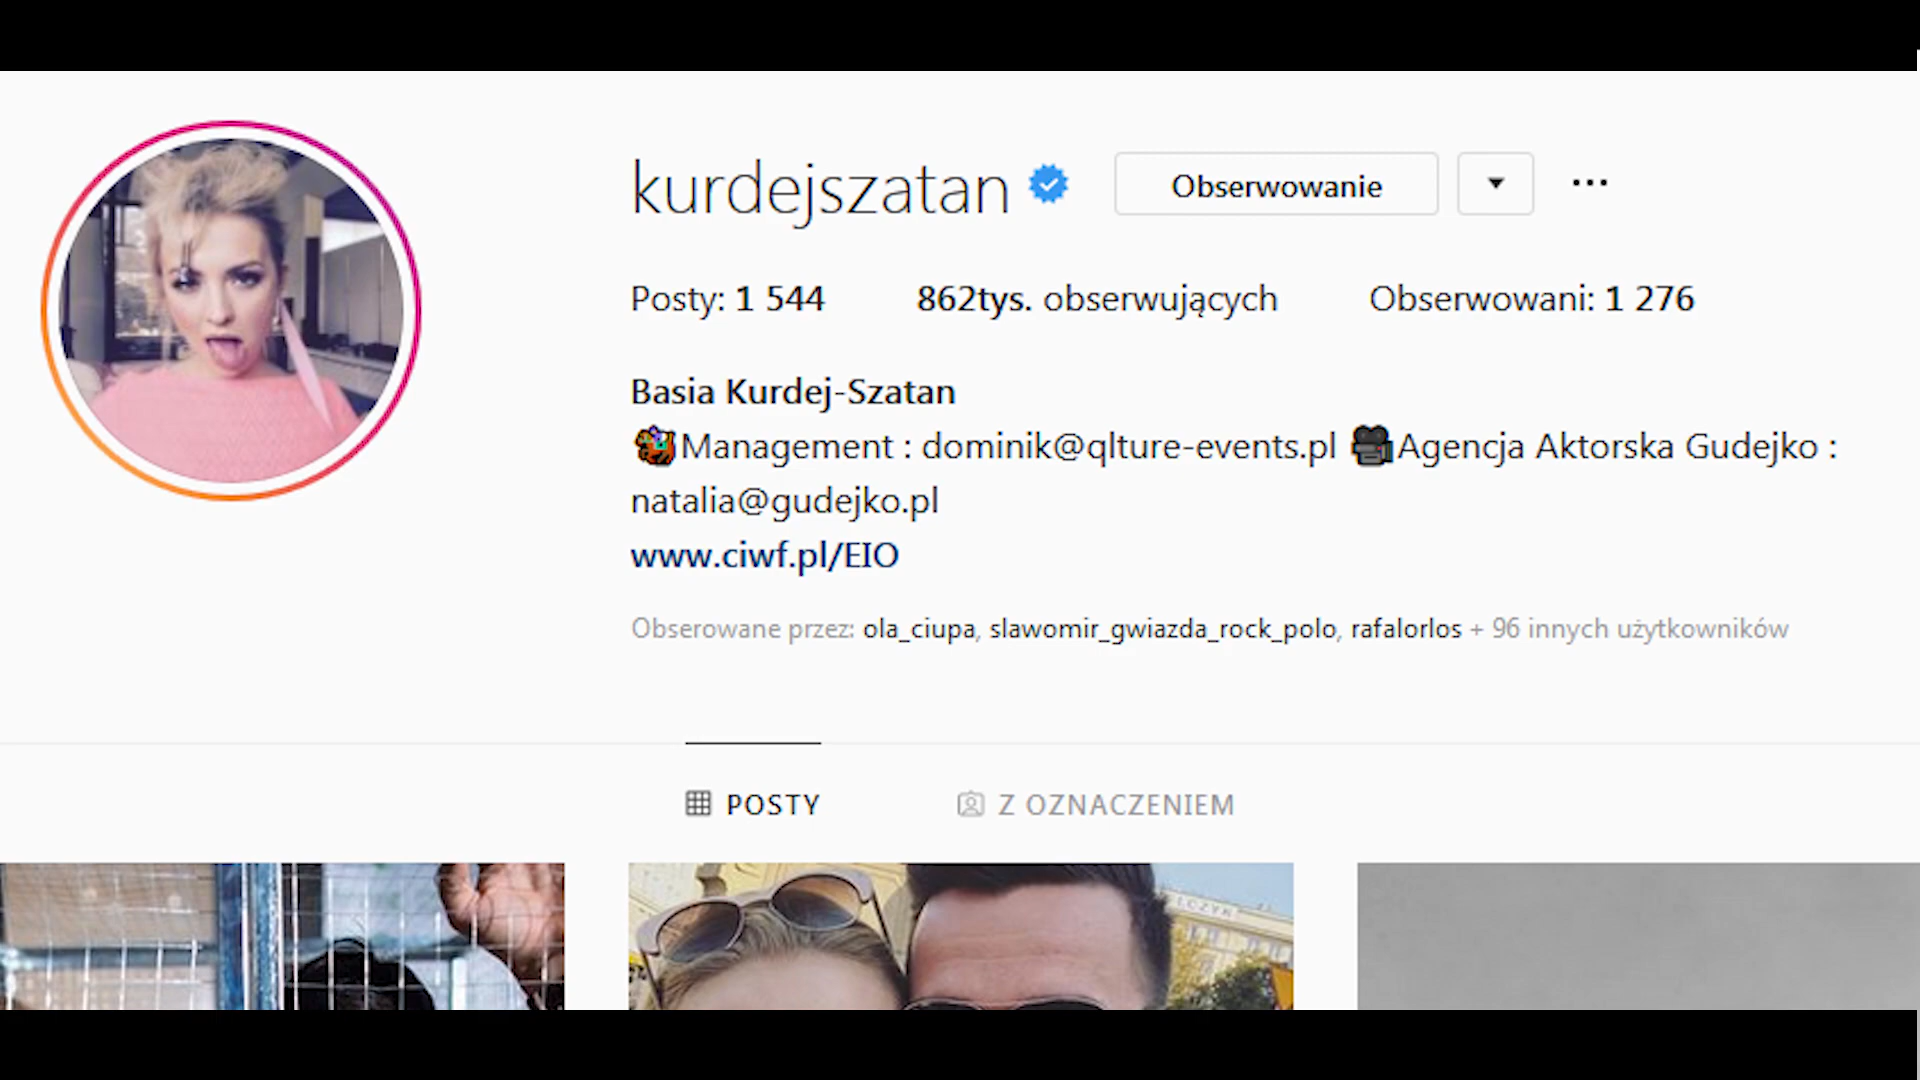 kurdejszatan Obserwowanie
Posty: 1 544 862tys. obserwujących Obserwowani: 1 276
Basia Kurdej-Szatan
Management : dominik@qlture-events.pl Agencja Aktorska Gudejko :
natalia@gudejko.pl
www.ciwf.pl/EIO
Obserowane przez: ola_ciupa, slawomir_gwiazda_rock_polo, rafalorlos + 96 innych użytkowników
POSTY Z OZNACZENIEM